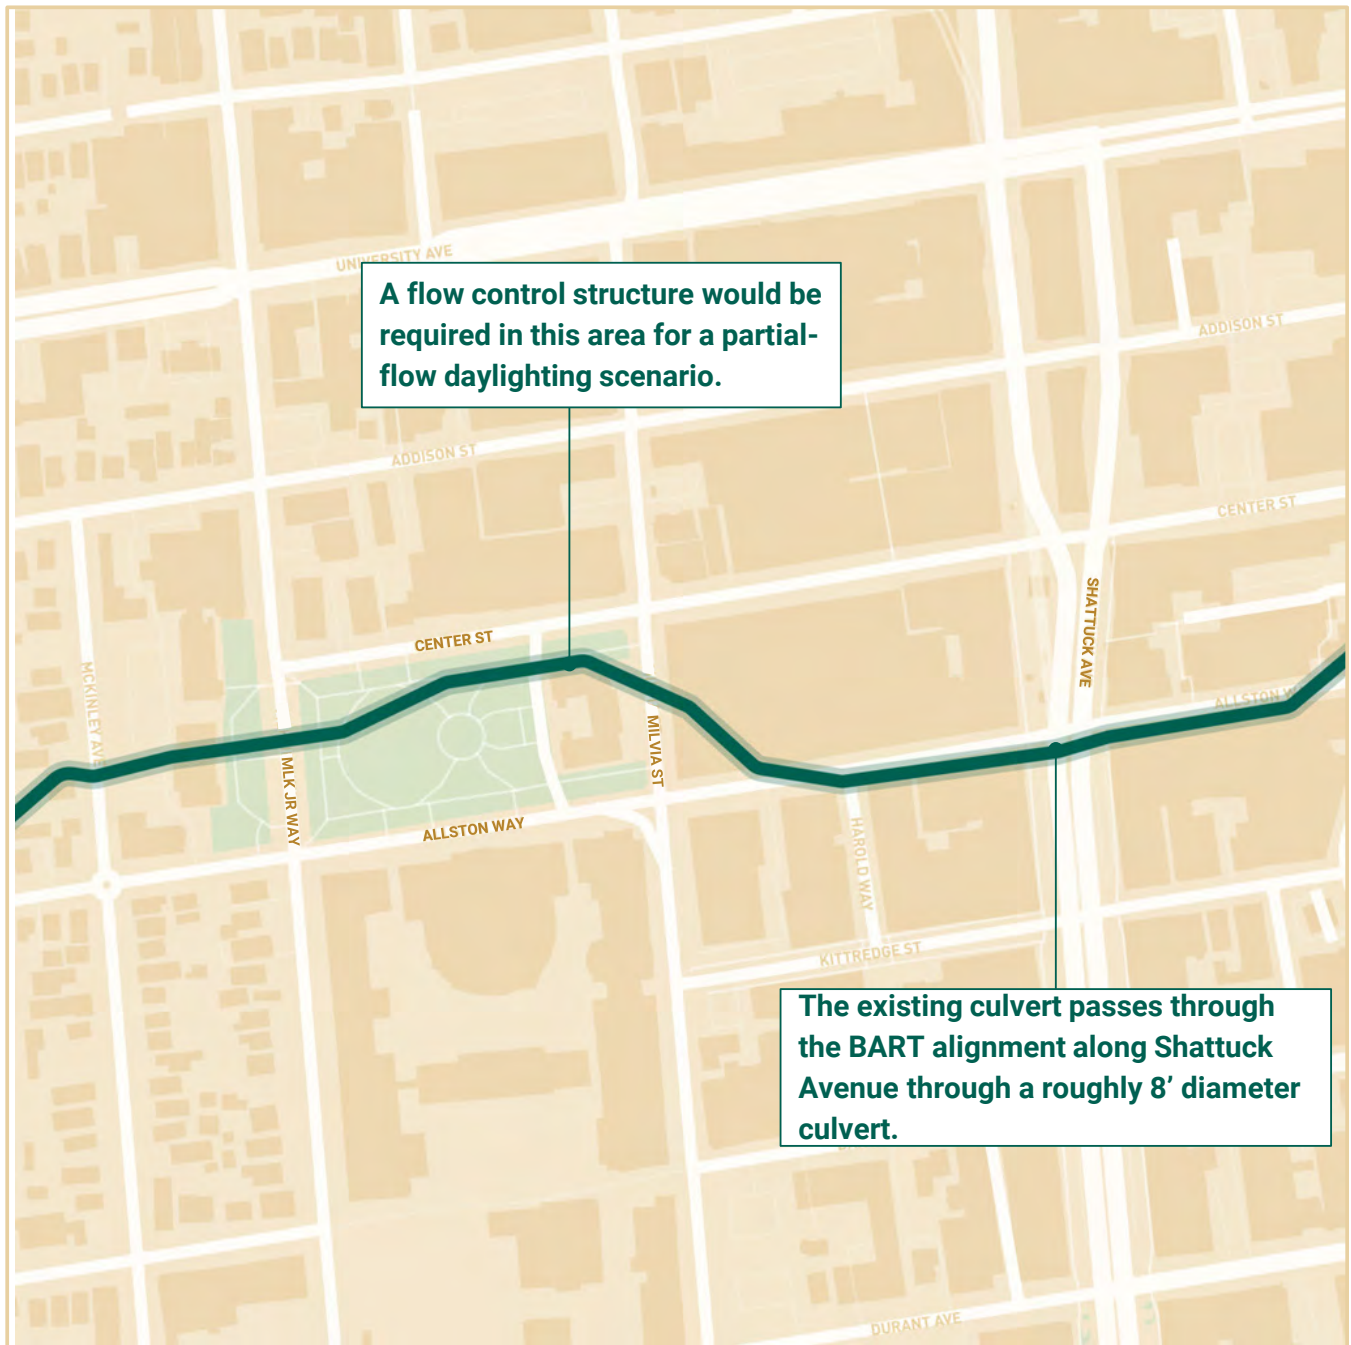 UNIVERSITY AVE
A flow control structure would be
required in this area for a partial-
flow daylighting scenario.
ADDISON ST
ADDISON ST
CENTER ST
CENTER ST
SHATTUCK AVE
MCKINLEY AVE
ALLSTON
MILVIA ST
MLK JR WAY
ALLSTON WAY
HAROLD WAY
KITTREDGE ST
The existing culvert passes through
the BART alignment along Shattuck
Avenue through a roughly 8’ diameter
culvert.
DURANT AVE